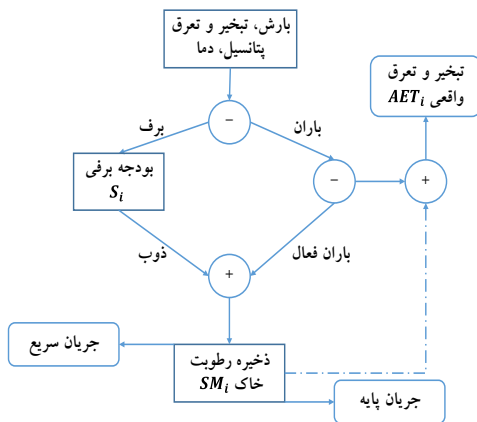 بارش، تبخیر و تعرق
پتانسیل، دما
تبخیر و تعرق
واقعی AETᵢ
−
برف
باران
بودجه برفی
Sᵢ
−
+
ذوب
باران فعال
+
جریان سریع
ذخیره رطوبت
خاک SMᵢ
جریان پایه